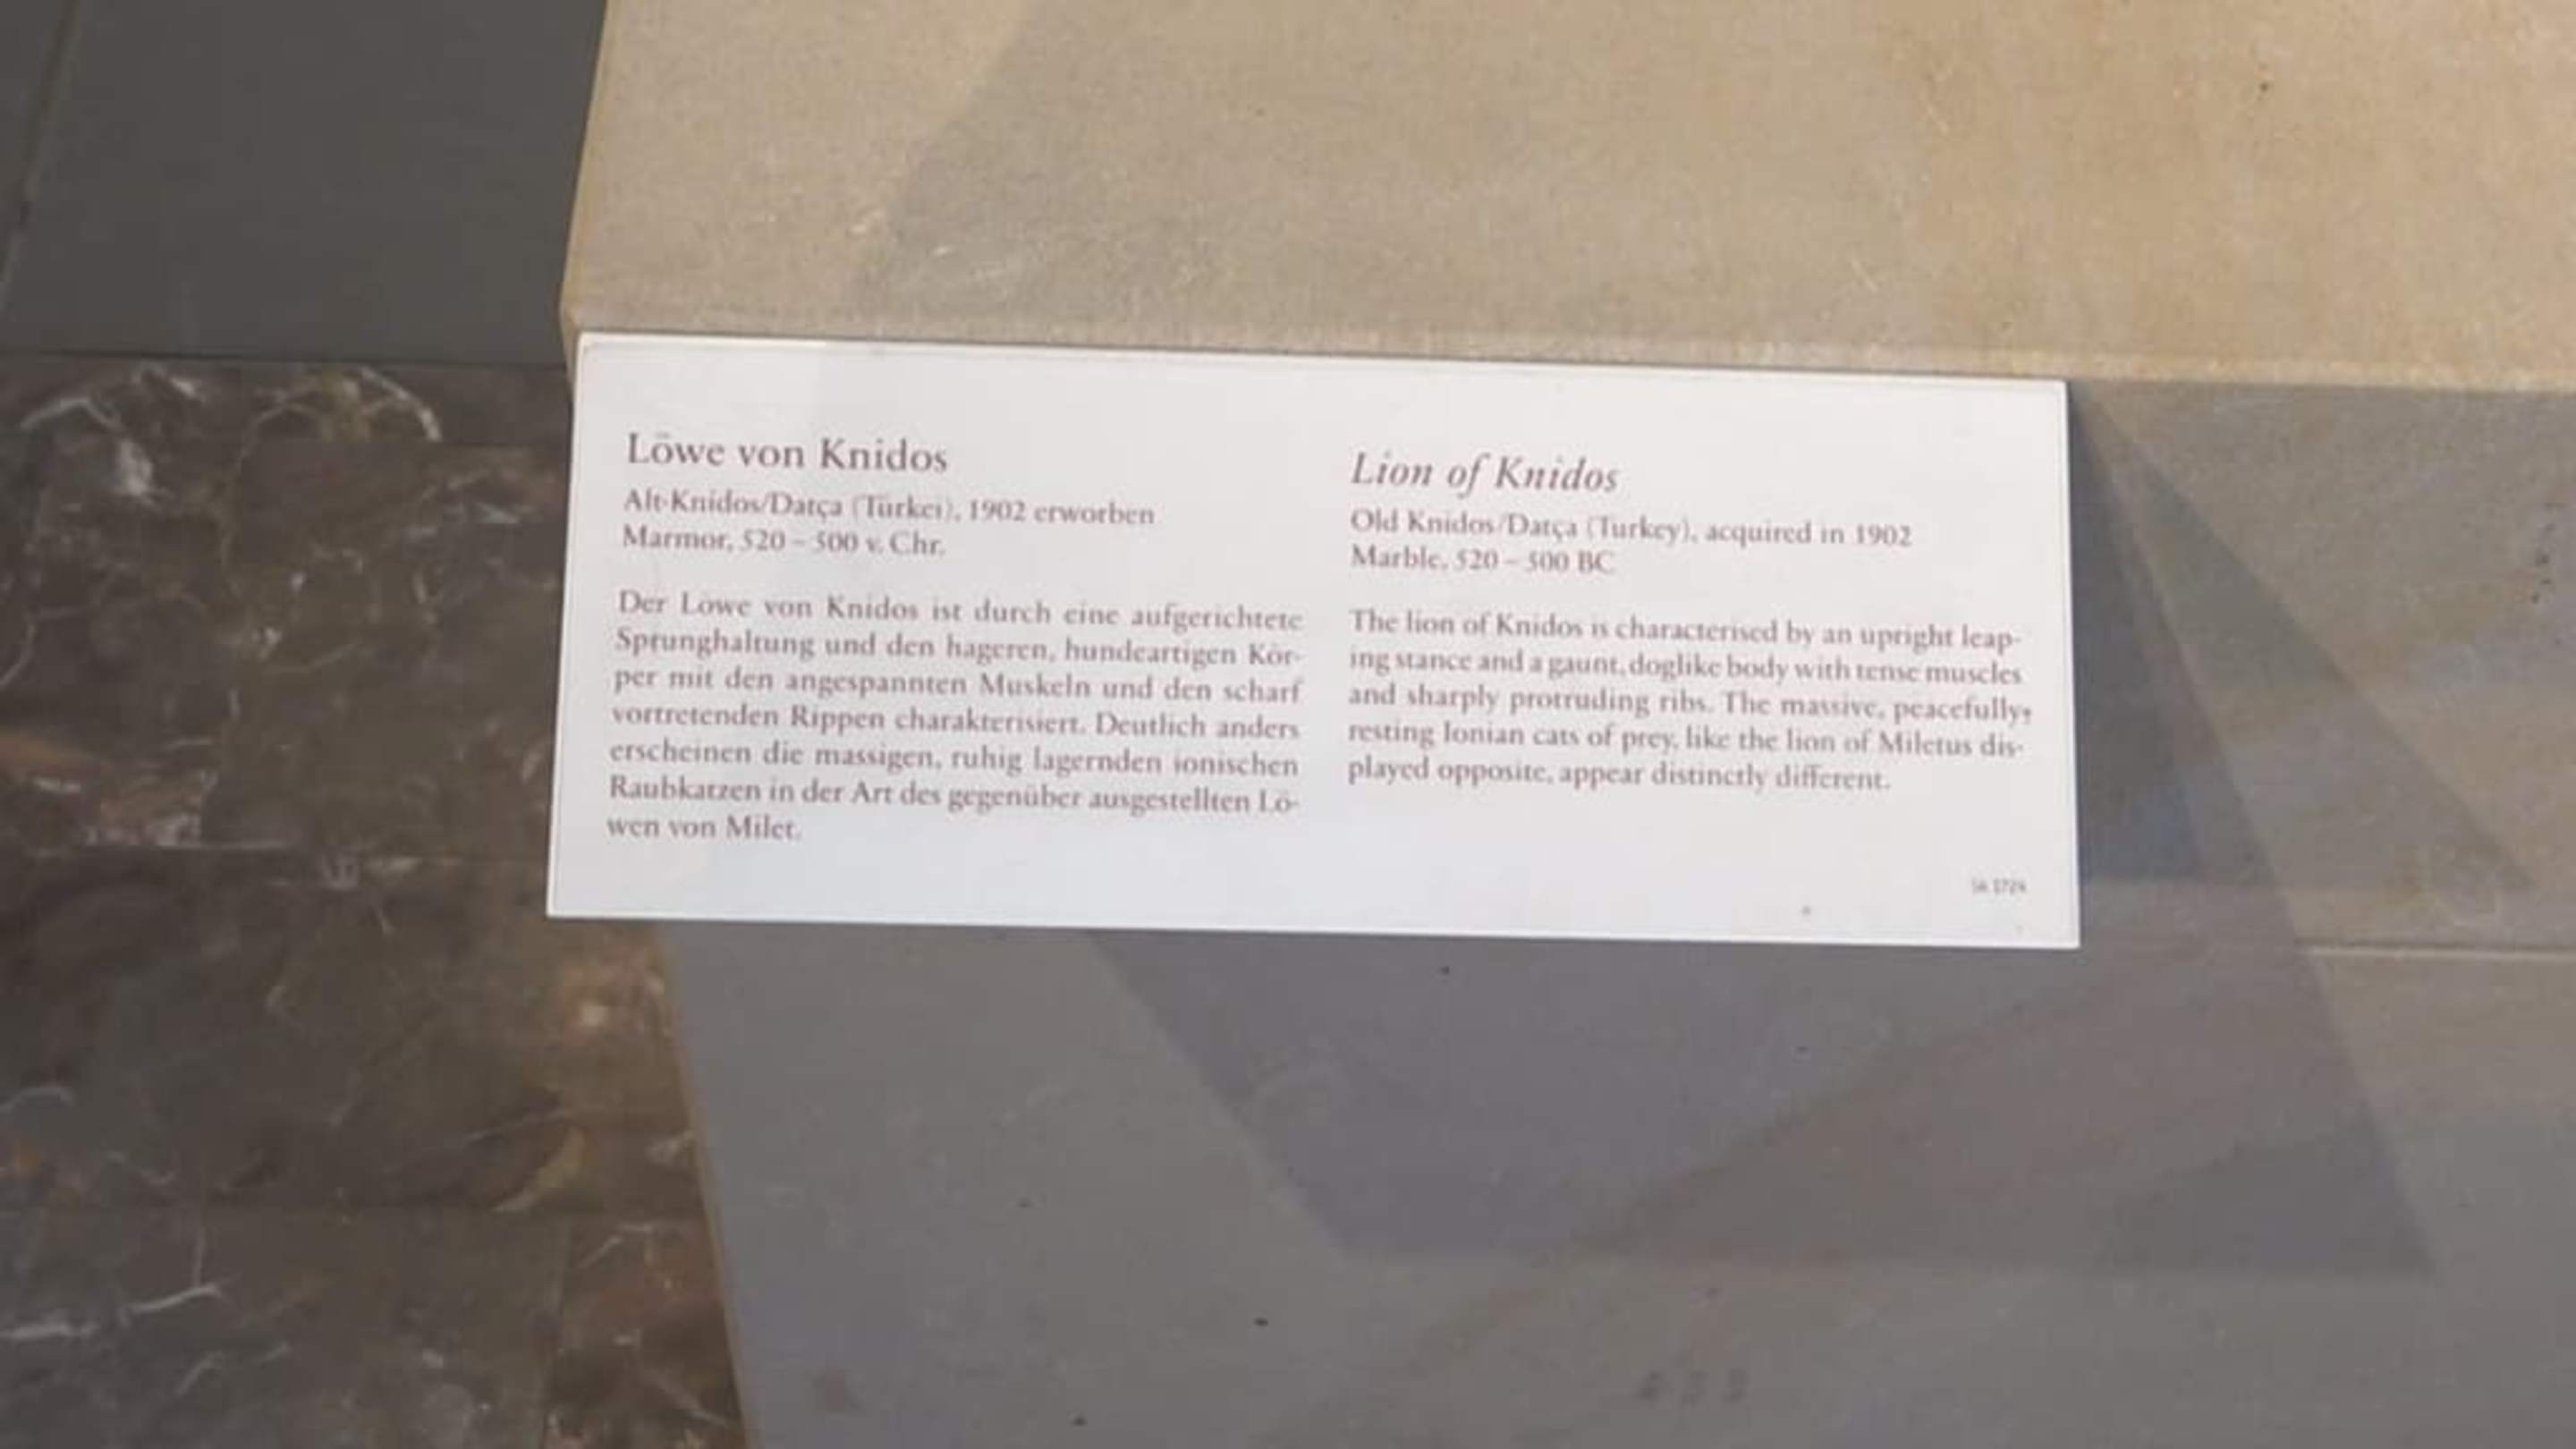 Löwe von Knidos
Alt-Knidos/Datça (Türkei), 1902 erworben
Marmor, 520 – 500 v. Chr.
Der Löwe von Knidos ist durch eine aufgerichtete
Sprunghaltung und den hageren, hundeartigen Kör-
per mit den angespannten Muskeln und den scharf
vortretenden Rippen charakterisiert. Deutlich anders
erscheinen die massigen, ruhig lagernden ionischen
Raubkatzen in der Art des gegenüber ausgestellten Lö-
wen von Milet.
Lion of Knidos
Old Knidos/Datça (Turkey), acquired in 1902
Marble, 520 – 500 BC
The lion of Knidos is characterised by an upright leap-
ing stance and a gaunt, doglike body with tense muscles
and sharply protruding ribs. The massive, peacefully
resting Ionian cats of prey, like the lion of Miletus dis-
played opposite, appear distinctly different.